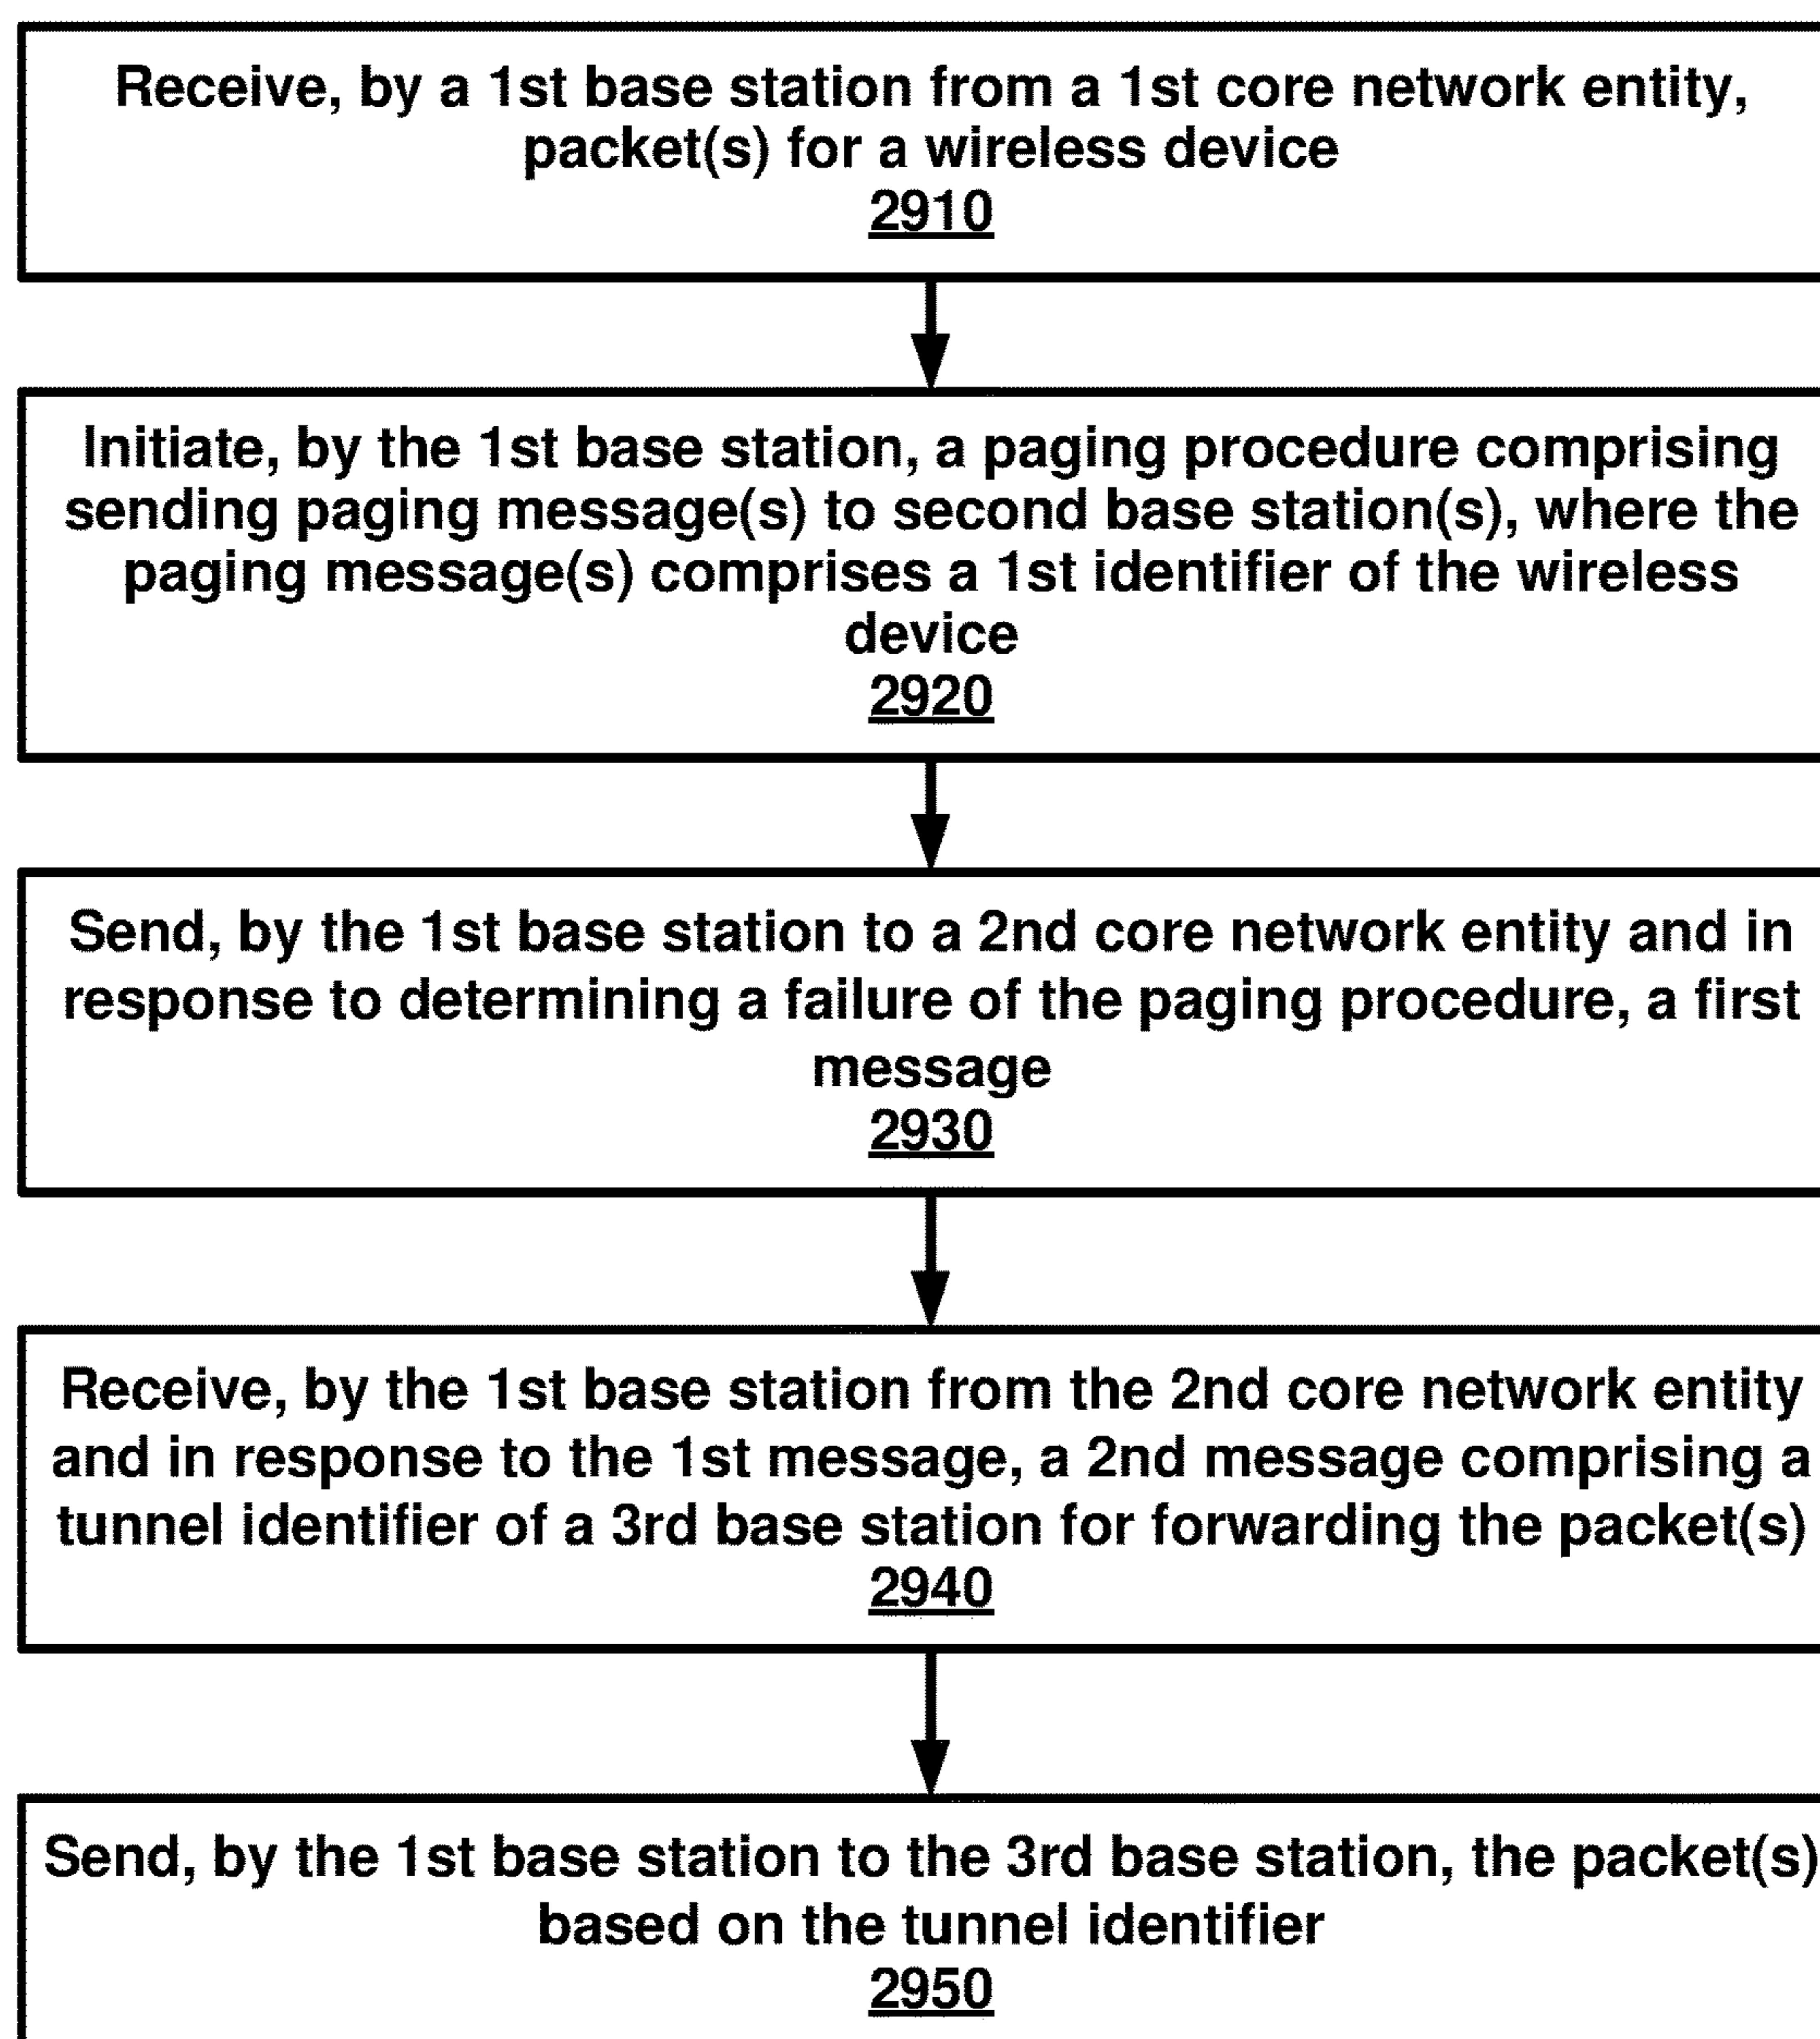 Receive, by a 1st base station from a 1st core network entity,
packet(s) for a wireless device
2910
Initiate, by the 1st base station, a paging procedure comprising
sending paging message(s) to second base station(s), where the
paging message(s) comprises a 1st identifier of the wireless
device
2920
Send, by the 1st base station to a 2nd core network entity and in
response to determining a failure of the paging procedure, a first
message
2930
Receive, by the 1st base station from the 2nd core network entity
and in response to the 1st message, a 2nd message comprising a
tunnel identifier of a 3rd base station for forwarding the packet(s)
2940
Send, by the 1st base station to the 3rd base station, the packet(s)
based on the tunnel identifier
2950